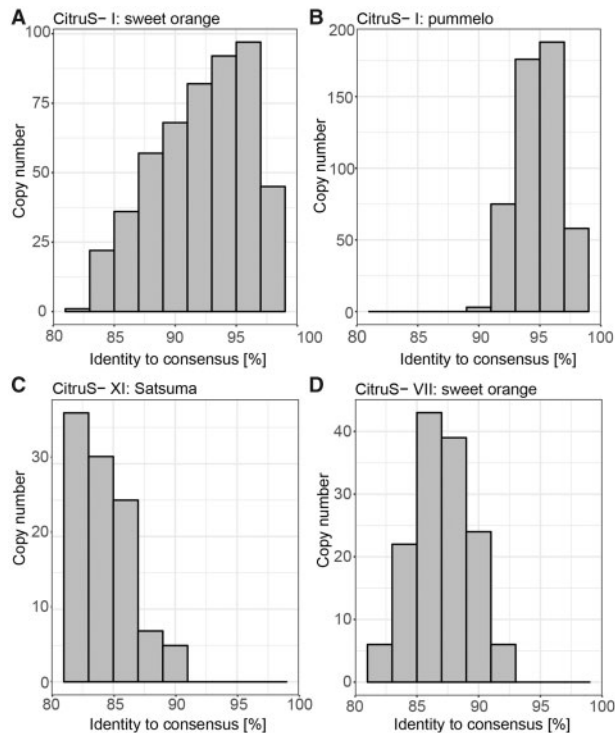 A
CitruS- I: sweet orange
Copy number
100
75
50
25
0
80 85 90 95 100
Identity to consensus [%]
B
CitruS- I: pummelo
Copy number
200
150
100
50
0
80 85 90 95 100
Identity to consensus [%]
C
CitruS- XI: Satsuma
Copy number
30
20
10
0
80 85 90 95 100
Identity to consensus [%]
D
CitruS- VII: sweet orange
Copy number
40
30
20
10
0
80 85 90 95 100
Identity to consensus [%]